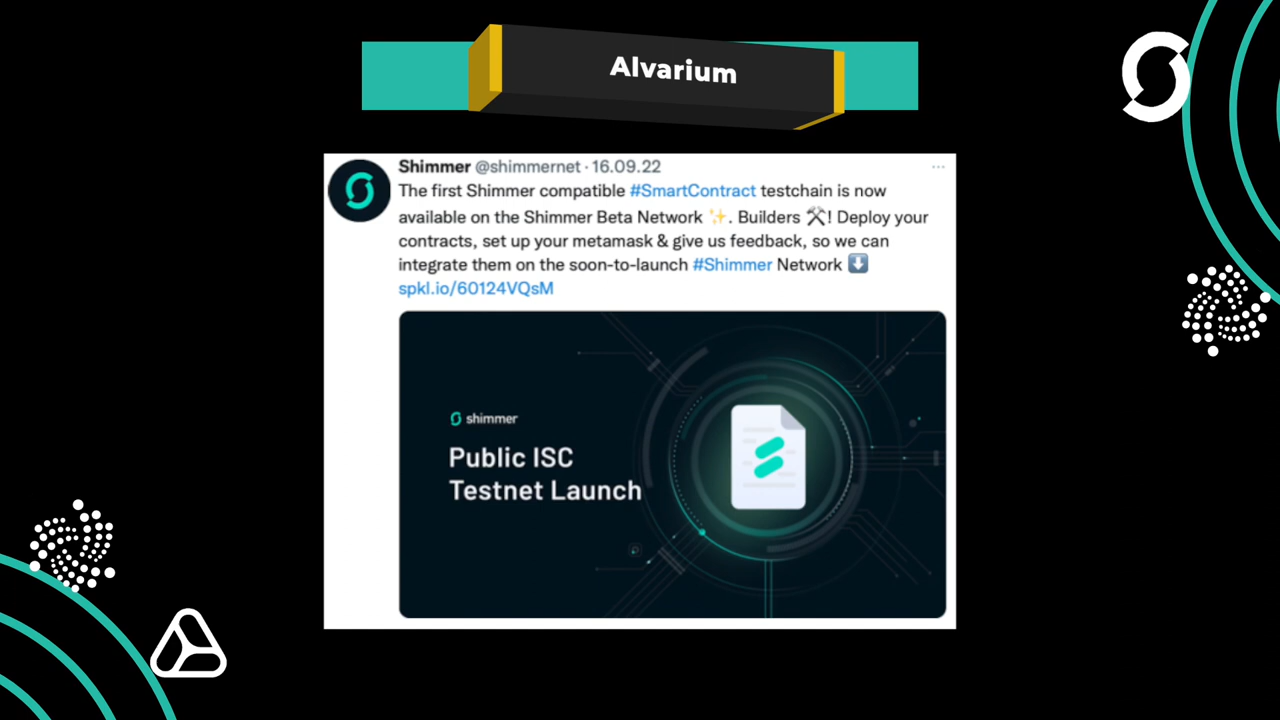 Alvarium
Shimmer @shimmernet · 16.09.22
The first Shimmer compatible #SmartContract testchain is now
available on the Shimmer Beta Network ✨. Builders ⚒! Deploy your
contracts, set up your metamask & give us feedback, so we can
integrate them on the soon-to-launch #Shimmer Network ⬇️
spkl.io/60124VQsM
shimmer
Public ISC
Testnet Launch